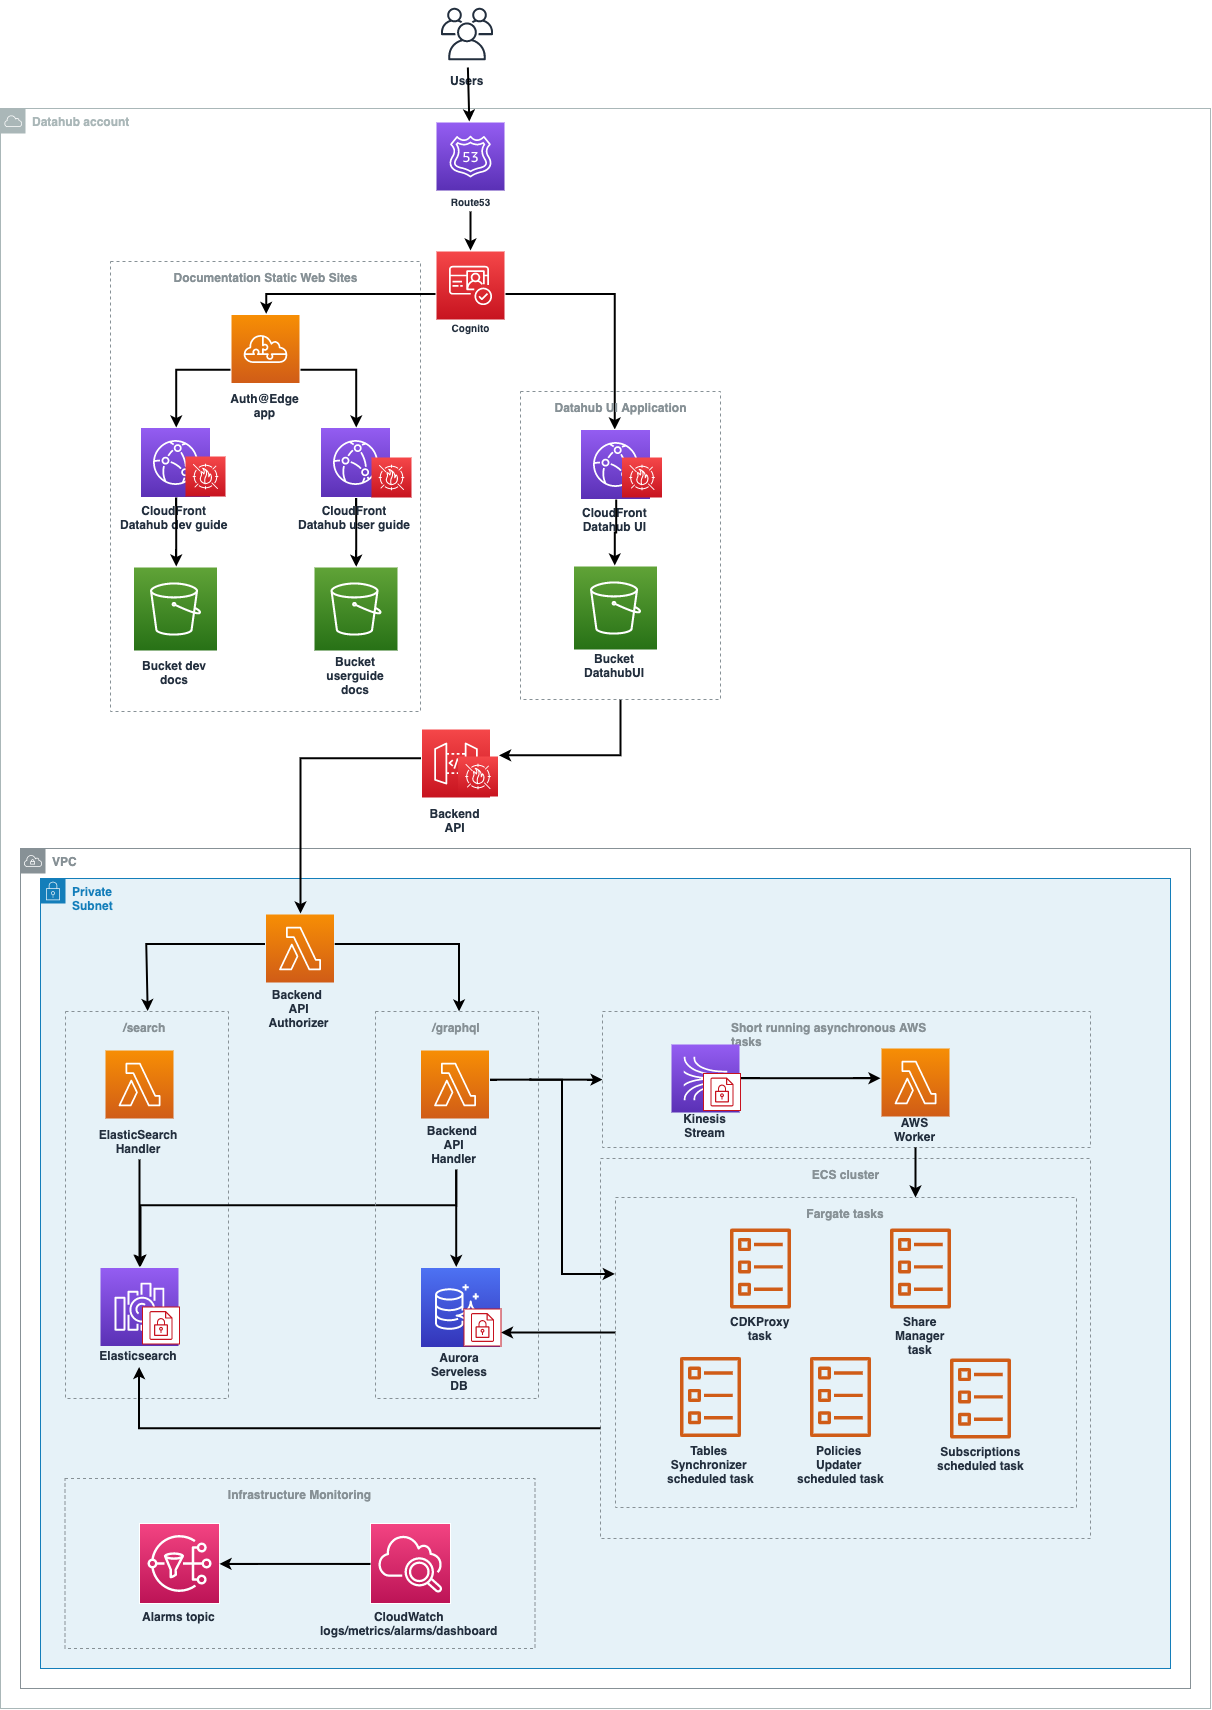 Users
Datahub account
53
Route53
Cognito
Documentation Static Web Sites
Auth@Edge
app
Datahub UI Application
CloudFront
Datahub dev guide
CloudFront
Datahub user guide
CloudFront
Datahub UI
Bucket dev
docs
Bucket
userguide
docs
Bucket
DatahubUI
Backend
API
VPC
Private
Subnet
Backend
API
Authorizer
/search
/graphql
Short running asynchronous AWS
tasks
ElasticSearch
Handler
Backend
API
Handler
Kinesis
Stream
AWS
Worker
ECS cluster
Fargate tasks
CDKProxy
task
Share
Manager
task
Elasticsearch
Aurora
Serveless
DB
Tables
Synchronizer
scheduled task
Policies
Updater
scheduled task
Subscriptions
scheduled task
Infrastructure Monitoring
Alarms topic
CloudWatch
logs/metrics/alarms/dashboard